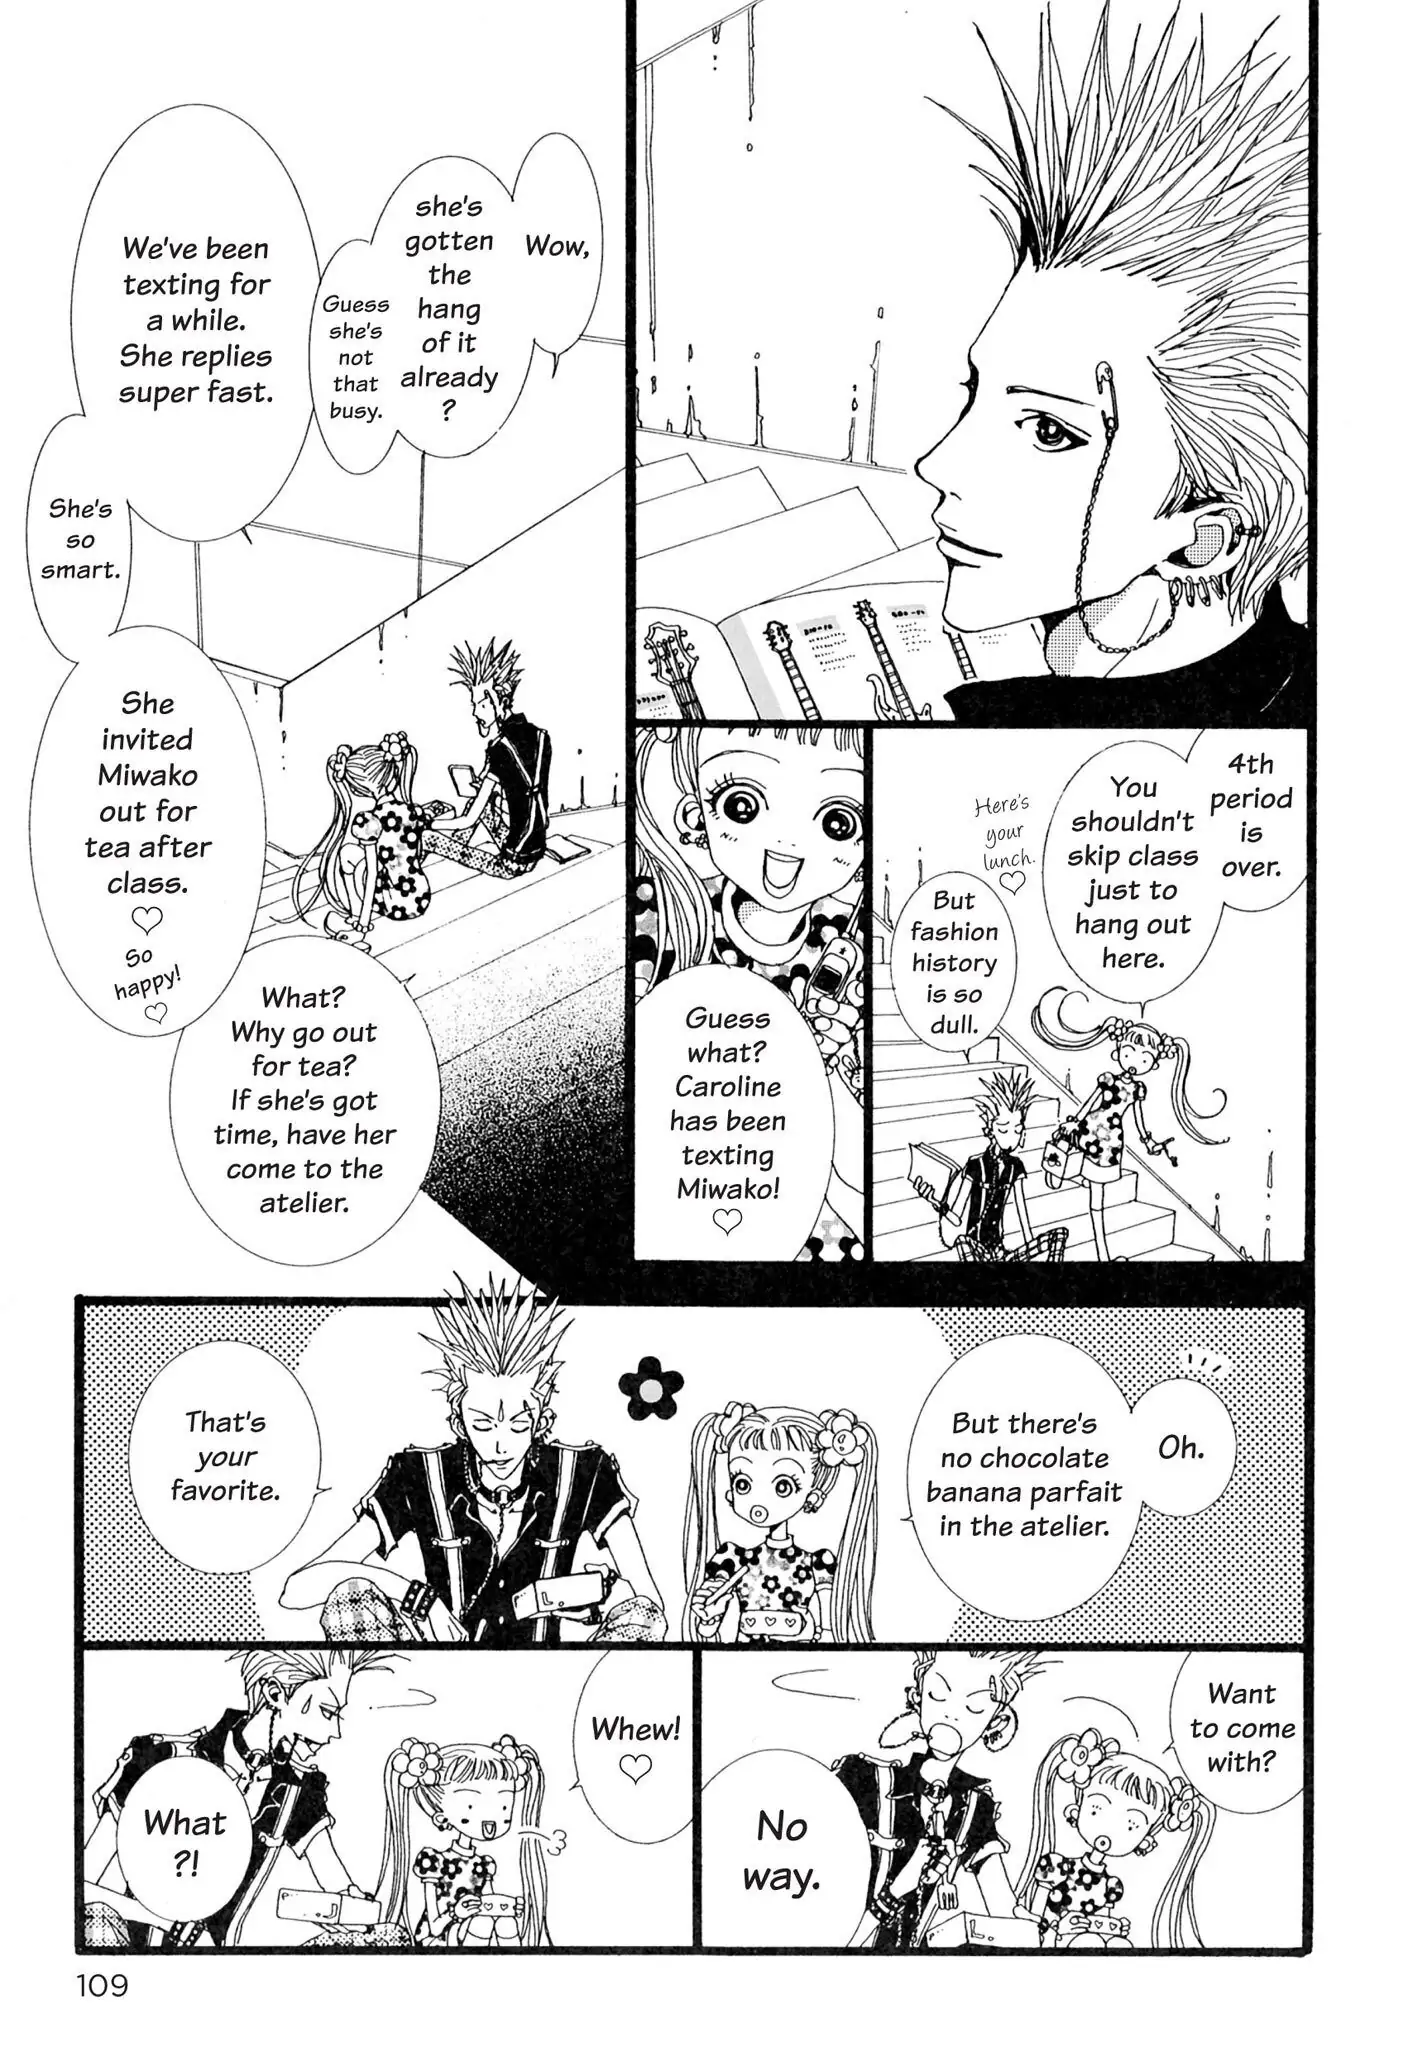 4th
period
is
over.
You
shouldn't
skip class
just to
hang out
here.
Here's
your
lunch.
♡
But
fashion
history
is so
dull.
Guess
what?
Caroline
has been
texting
Miwako!
♡
Wow,
she's
gotten
the
hang
of it
already
?
Guess
she's
not
that
busy.
We've been
texting for
a while.
She replies
super fast.
She's
so
smart.
She
invited
Miwako
out for
tea after
class.
♡
So
happy!
♡
What?
Why go out
for tea?
If she's got
time, have her
come to the
atelier.
Oh.
But there's
no chocolate
banana parfait
in the atelier.
That's
your
favorite.
L.
Want
to come
with?
No
way.
L
Whew!
♡
What
?!
L
109